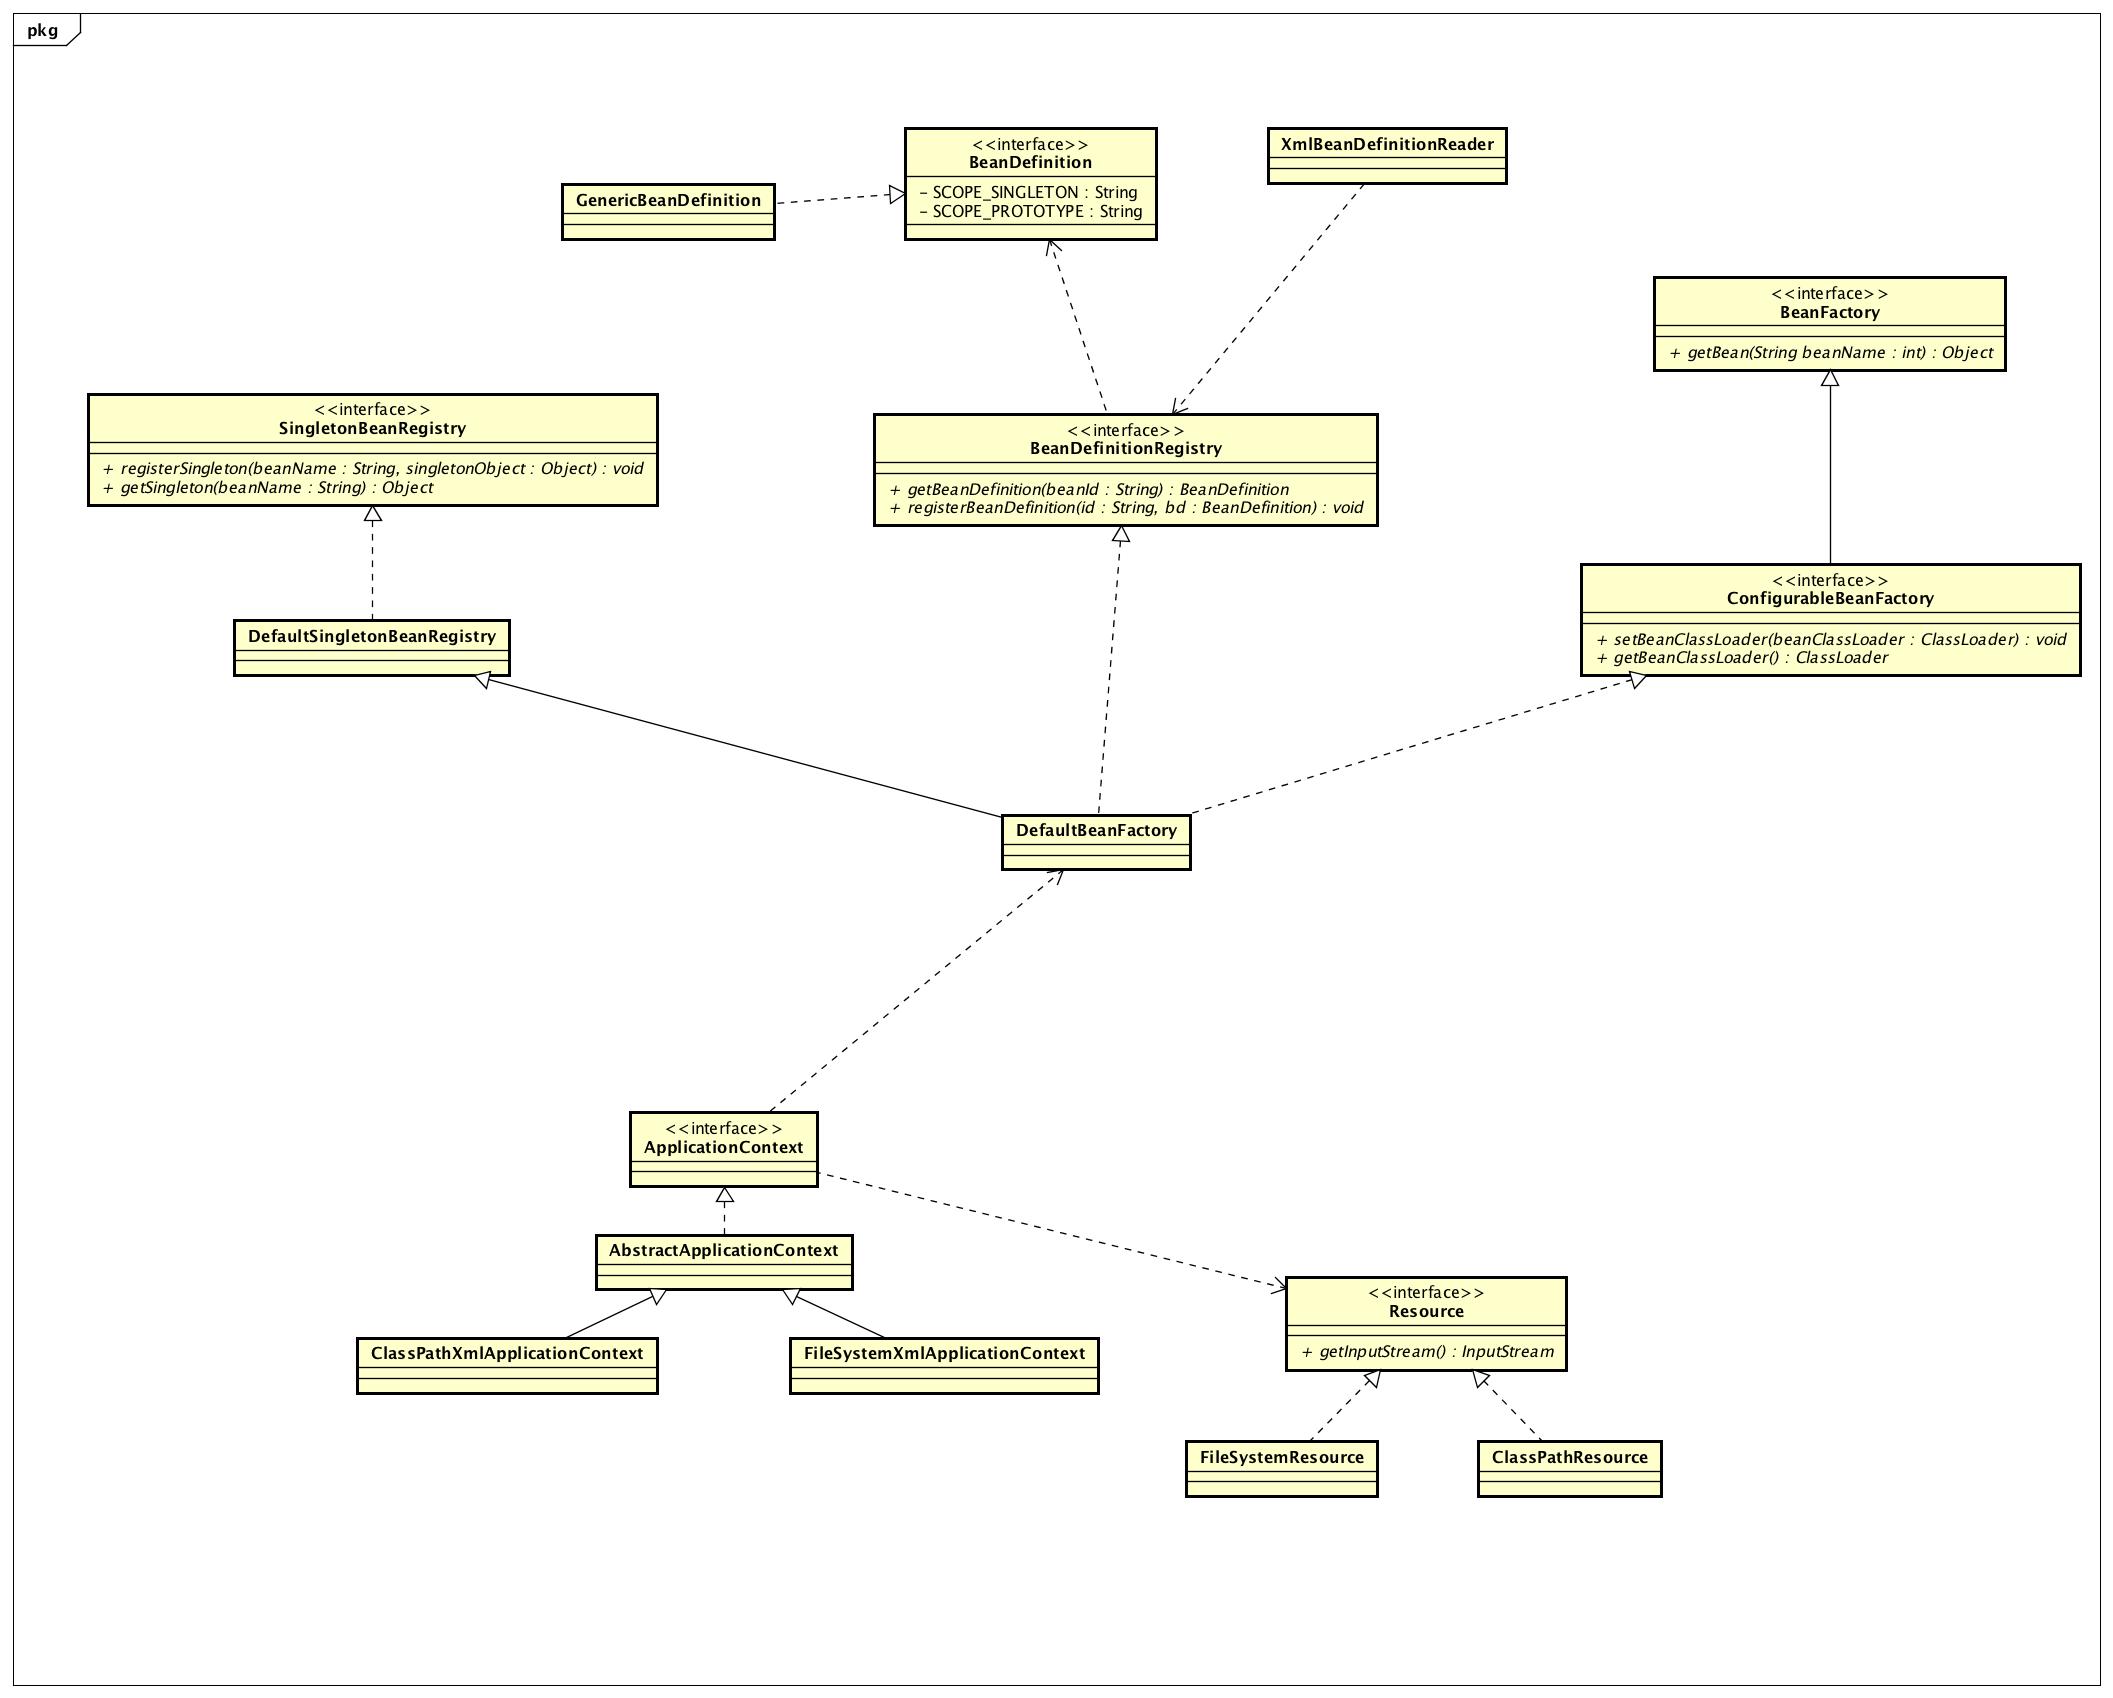 pkg
<<interface>>
BeanDefinition
- SCOPE_SINGLETON : String
- SCOPE_PROTOTYPE : String
XmlBeanDefinitionReader
GenericBeanDefinition
<<interface>>
BeanFactory
+ getBean(String beanName : int) : Object
<<interface>>
SingletonBeanRegistry
+ registerSingleton(beanName : String, singletonObject : Object) : void
+ getSingleton(beanName : String) : Object
<<interface>>
BeanDefinitionRegistry
+ getBeanDefinition(beanId : String) : BeanDefinition
+ registerBeanDefinition(id : String, bd : BeanDefinition) : void
<<interface>>
ConfigurableBeanFactory
+ setBeanClassLoader(beanClassLoader : ClassLoader) : void
+ getBeanClassLoader() : ClassLoader
DefaultSingletonBeanRegistry
DefaultBeanFactory
<<interface>>
ApplicationContext
AbstractApplicationContext
<<interface>>
Resource
+ getInputStream() : InputStream
ClassPathXmlApplicationContext
FileSystemXmlApplicationContext
FileSystemResource
ClassPathResource